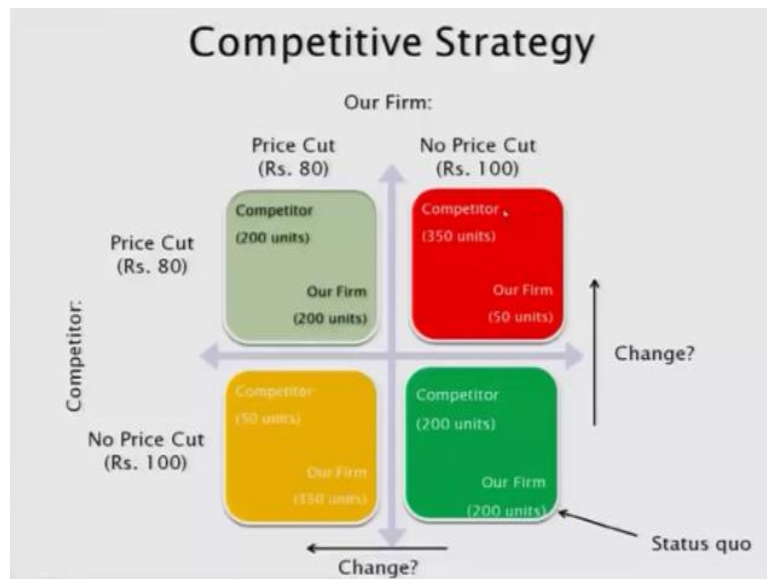 Competitive Strategy
Our Firm:
Price Cut
(Rs. 80)
No Price Cut
(Rs. 100)
Competitor:
Price Cut
(Rs. 80)
Competitor
(200 units)
Our Firm
(200 units)
Competitor
(350 units)
Our Firm
(50 units)
Change?
No Price Cut
(Rs. 100)
Competitor
(50 units)
Our Firm
(350 units)
Competitor
(200 units)
Our Firm
(200 units)
Status quo
Change?